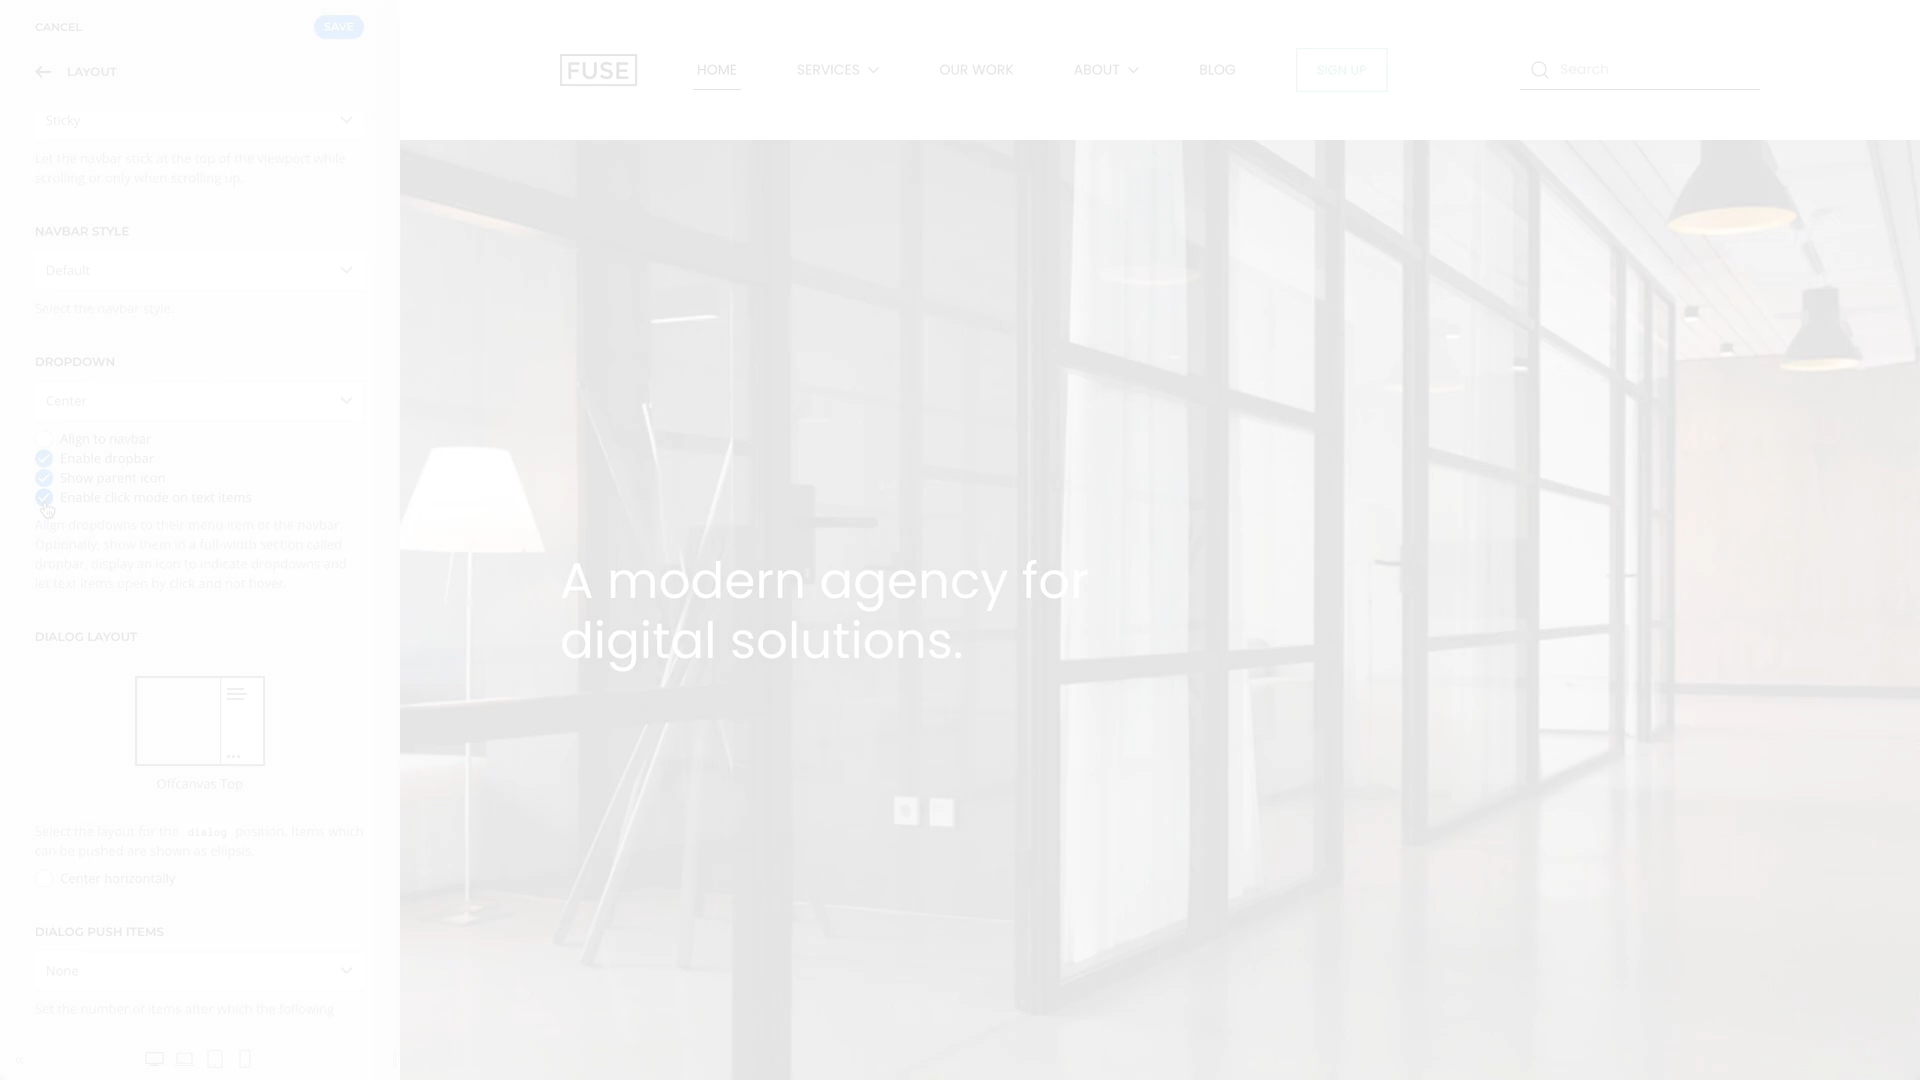 CANCEL
SAVE
LAYOUT
Sticky
Let the navbar stick at the top of the viewport while
scrolling or only when scrolling up.
NAVBAR STYLE
Default
Select the navbar style.
DROPDOWN
Center
Align to navbar
Enable dropbar
Show parent icon
Enable click mode on text items
Align dropdowns to their menu item or the navbar.
Optionally, show them in a full-width section called
dropbar, display an icon to indicate dropdowns and
let text items open by click and not hover.
DIALOG LAYOUT
Offcanvas Top
Select the layout for the dialog position. Items which
can be pushed are shown as ellipsis.
Center horizontally
DIALOG PUSH ITEMS
None
Set the number of items after which the following
FUSE
HOME
SERVICES
OUR WORK
ABOUT
BLOG
SIGN UP
Search
A modern agency for
digital solutions.